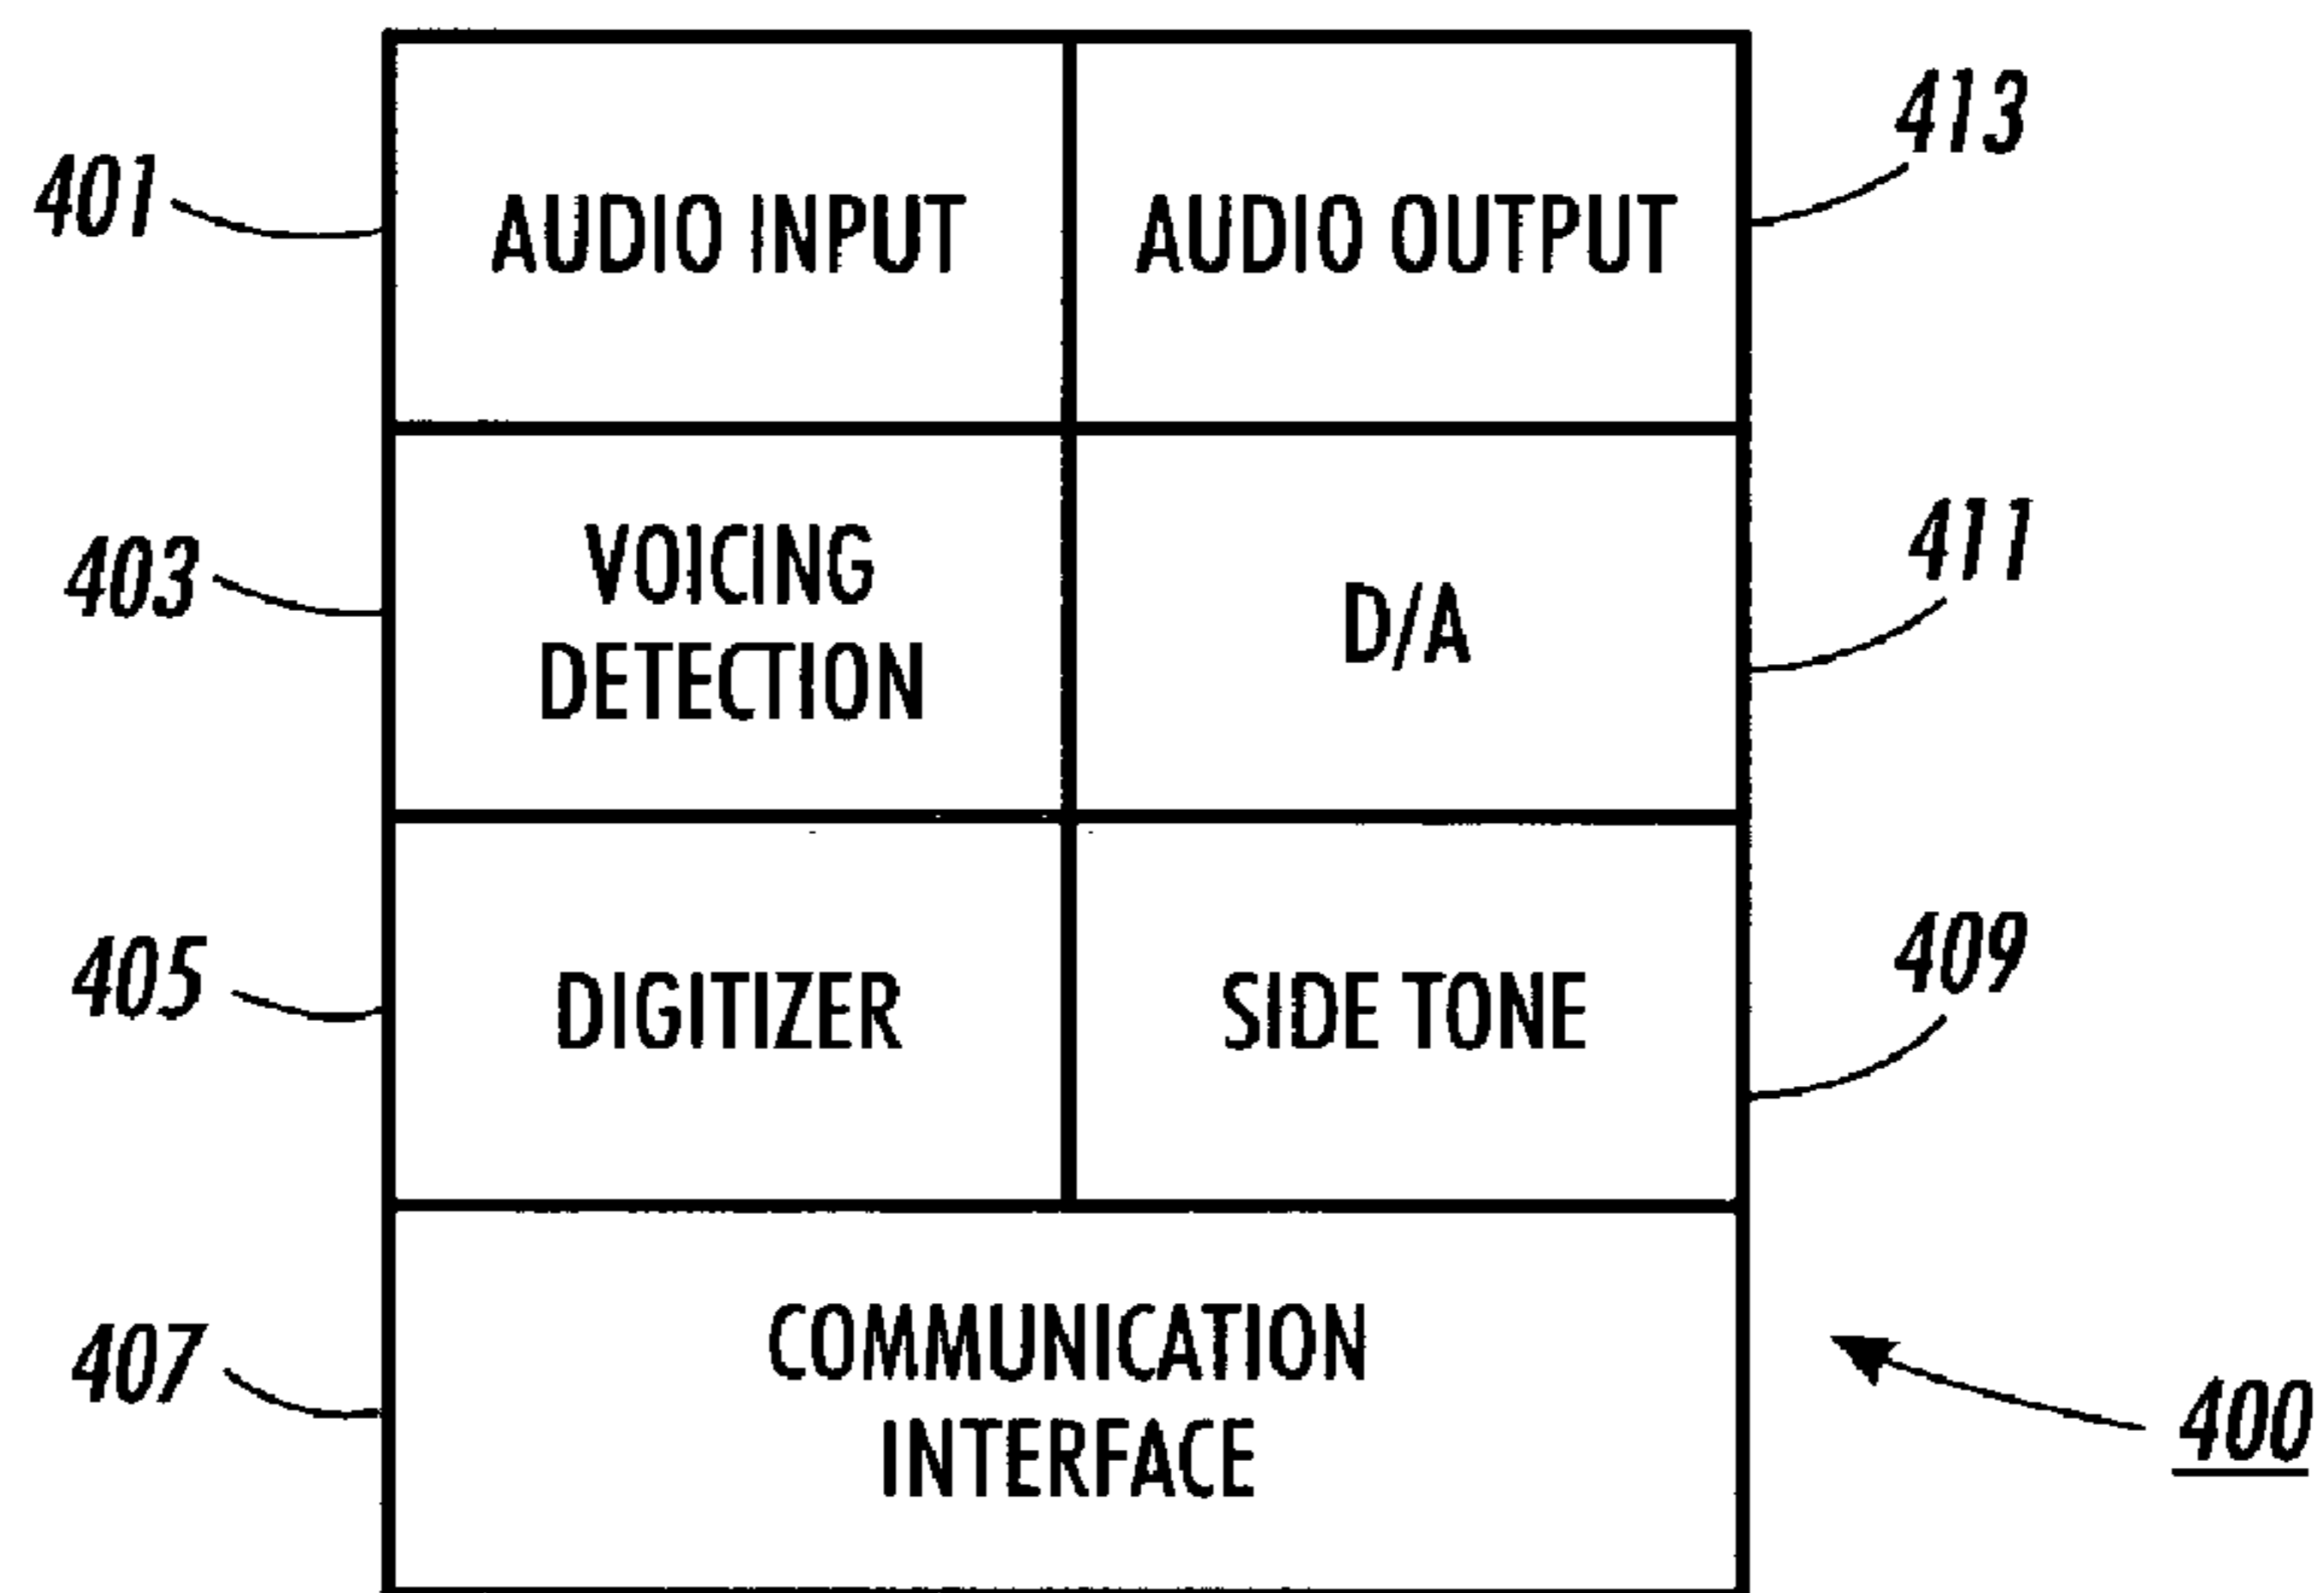 401
AUDIO INPUT
AUDIO OUTPUT
413
403
VOICING
DETECTION
D/A
411
405
DIGITIZER
SIDE TONE
409
407
COMMUNICATION
INTERFACE
400